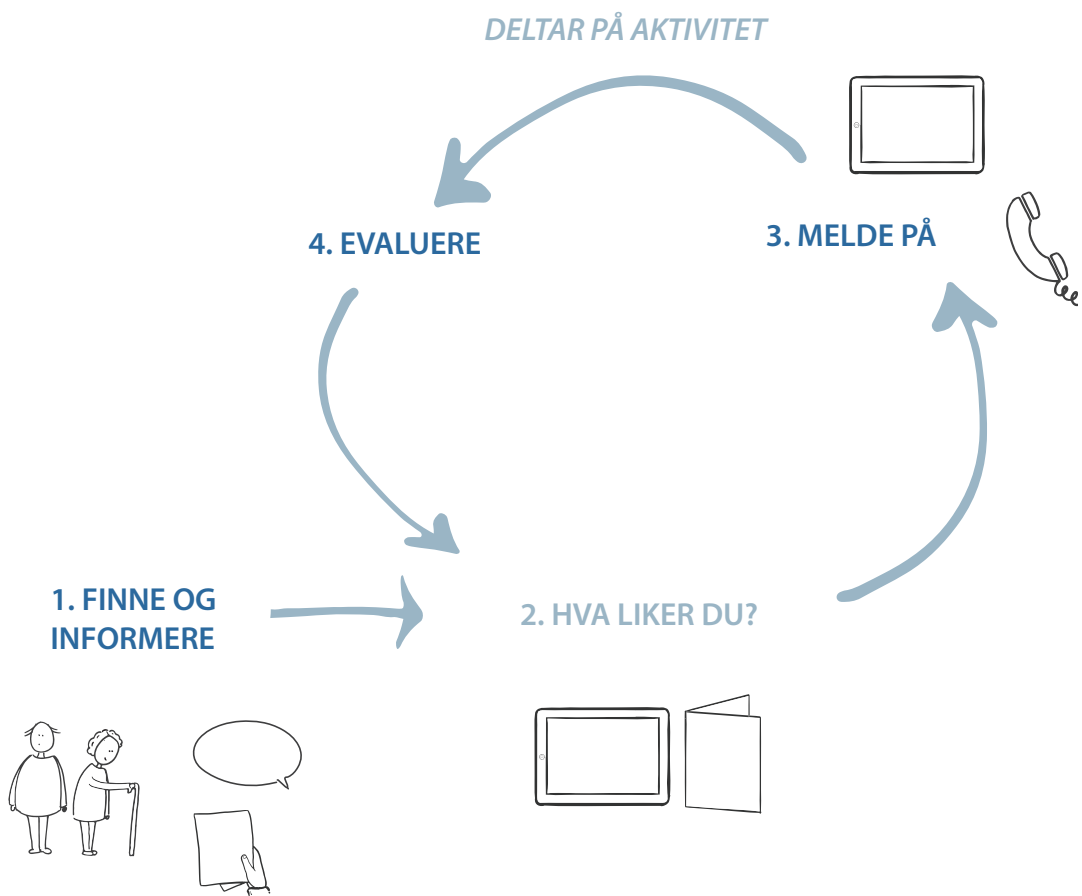 DELTAR PÅ AKTIVITET
4. EVALUERE
3. MELDE PÅ
1. FINNE OG
INFORMERE
2. HVA LIKER DU?